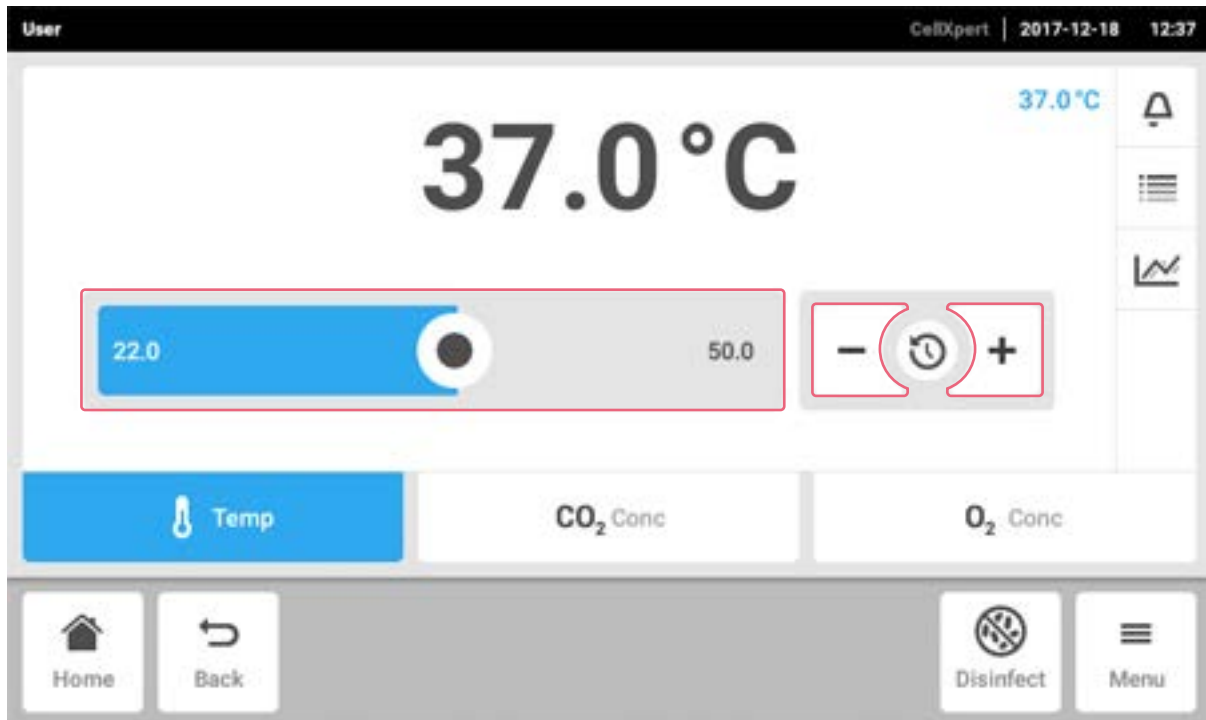 User CellXpert | 2017-12-18 12:37
37.0°C
37.0°C
22.0 50.0 − +
Temp CO₂ Conc O₂ Conc
Home Back Disinfect Menu